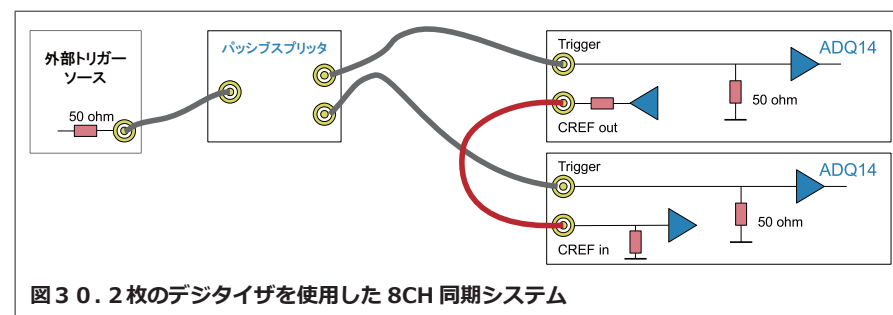 外部トリガー
ソース
50 ohm
パッシブスプリッタ
Trigger
ADQ14
50 ohm
CREF out
Trigger
ADQ14
50 ohm
CREF in
図３０. ２枚のデジタイザを使用した 8CH 同期システム